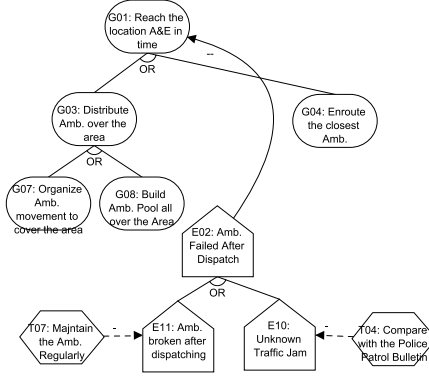 G01: Reach the
location A&E in
time
--
OR
G03: Distribute
Amb. over the
area
G04: Enroute
the closest
Amb.
OR
G07: Organize
Amb.
movement to
cover the area
G08: Build
Amb. Pool all
over the Area
E02: Amb.
Failed After
Dispatch
OR
T07: Majntain
the Amb.
Regularly
-
E11: Amb.
broken after
dispatching
E10:
Unknown
Traffic Jam
-
T04: Compare
with the Police
Patrol Bulletin